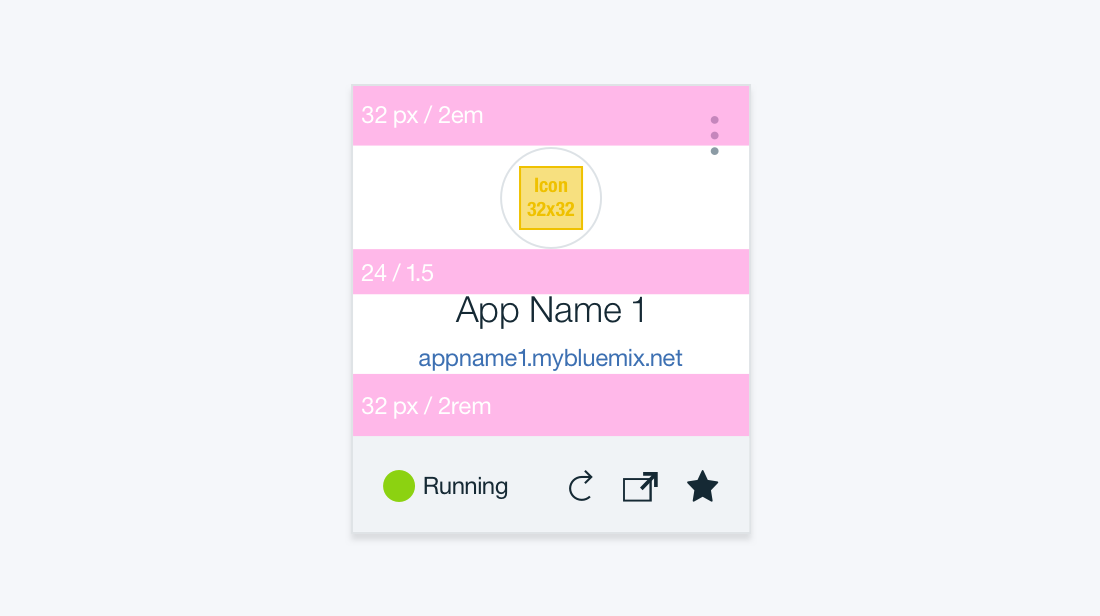 32 px / 2em
Icon
32x32
24 / 1.5
App Name 1
appname1.mybluemix.net
32 px / 2rem
Running